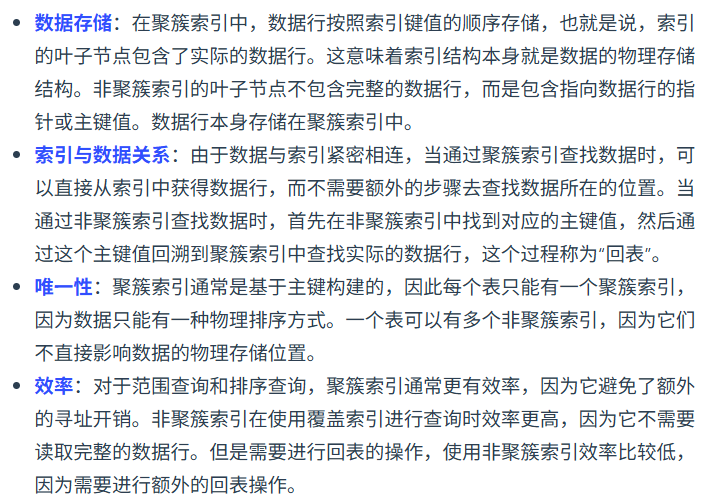 数据存储：在聚簇索引中，数据行按照索引键值的顺序存储，也就是说，索引
的叶子节点包含了实际的数据行。这意味着索引结构本身就是数据的物理存储
结构。非聚簇索引的叶子节点不包含完整的数据行，而是包含指向数据行的指
针或主键值。数据行本身存储在聚簇索引中。
索引与数据关系：由于数据与索引紧密相连，当通过聚簇索引查找数据时，可
以直接从索引中获得数据行，而不需要额外的步骤去查找数据所在的位置。当
通过非聚簇索引查找数据时，首先在非聚簇索引中找到对应的主键值，然后通
过这个主键值回溯到聚簇索引中查找实际的数据行，这个过程称为“回表”。
唯一性：聚簇索引通常是基于主键构建的，因此每个表只能有一个聚簇索引，
因为数据只能有一种物理排序方式。一个表可以有多个非聚簇索引，因为它们
不直接影响数据的物理存储位置。
效率：对于范围查询和排序查询，聚簇索引通常更有效率，因为它避免了额外
的寻址开销。非聚簇索引在使用覆盖索引进行查询时效率更高，因为它不需要
读取完整的数据行。但是需要进行回表的操作，使用非聚簇索引效率比较低，
因为需要进行额外的回表操作。